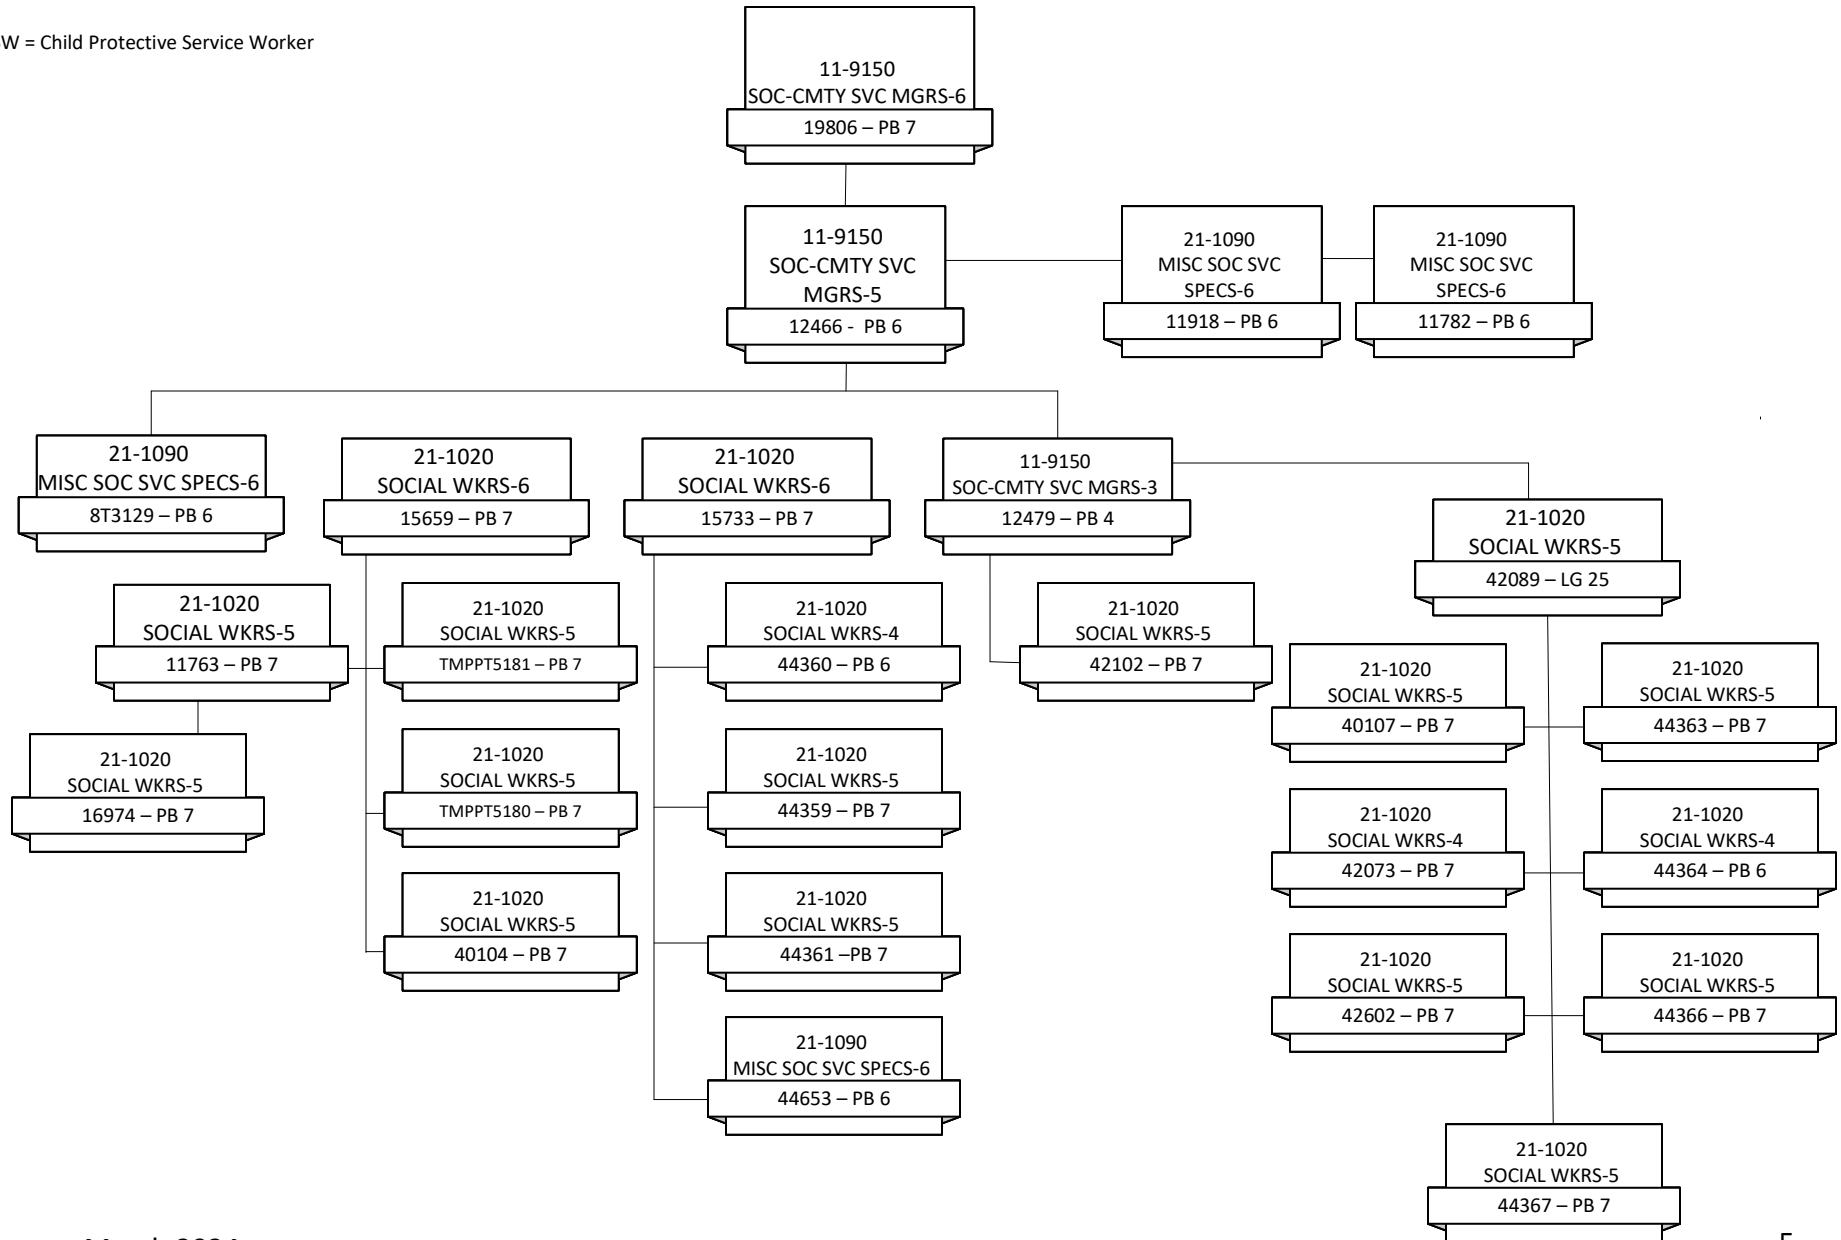 W = Child Protective Service Worker
11-9150
SOC-CMTY SVC MGRS-6
19806 – PB 7
11-9150
SOC-CMTY SVC
MGRS-5
12466 - PB 6
21-1090
MISC SOC SVC
SPECS-6
11918 – PB 6
21-1090
MISC SOC SVC
SPECS-6
11782 – PB 6
21-1090
MISC SOC SVC SPECS-6
8T3129 – PB 6
21-1020
SOCIAL WKRS-6
15659 – PB 7
21-1020
SOCIAL WKRS-6
15733 – PB 7
11-9150
SOC-CMTY SVC MGRS-3
12479 – PB 4
21-1020
SOCIAL WKRS-5
42089 – LG 25
21-1020
SOCIAL WKRS-5
11763 – PB 7
21-1020
SOCIAL WKRS-5
TMPPT5181 – PB 7
21-1020
SOCIAL WKRS-4
44360 – PB 6
21-1020
SOCIAL WKRS-5
42102 – PB 7
21-1020
SOCIAL WKRS-5
40107 – PB 7
21-1020
SOCIAL WKRS-5
44363 – PB 7
21-1020
SOCIAL WKRS-5
16974 – PB 7
21-1020
SOCIAL WKRS-5
TMPPT5180 – PB 7
21-1020
SOCIAL WKRS-5
44359 – PB 7
21-1020
SOCIAL WKRS-4
42073 – PB 7
21-1020
SOCIAL WKRS-4
44364 – PB 6
21-1020
SOCIAL WKRS-5
40104 – PB 7
21-1020
SOCIAL WKRS-5
44361 –PB 7
21-1020
SOCIAL WKRS-5
42602 – PB 7
21-1020
SOCIAL WKRS-5
44366 – PB 7
21-1090
MISC SOC SVC SPECS-6
44653 – PB 6
21-1020
SOCIAL WKRS-5
44367 – PB 7